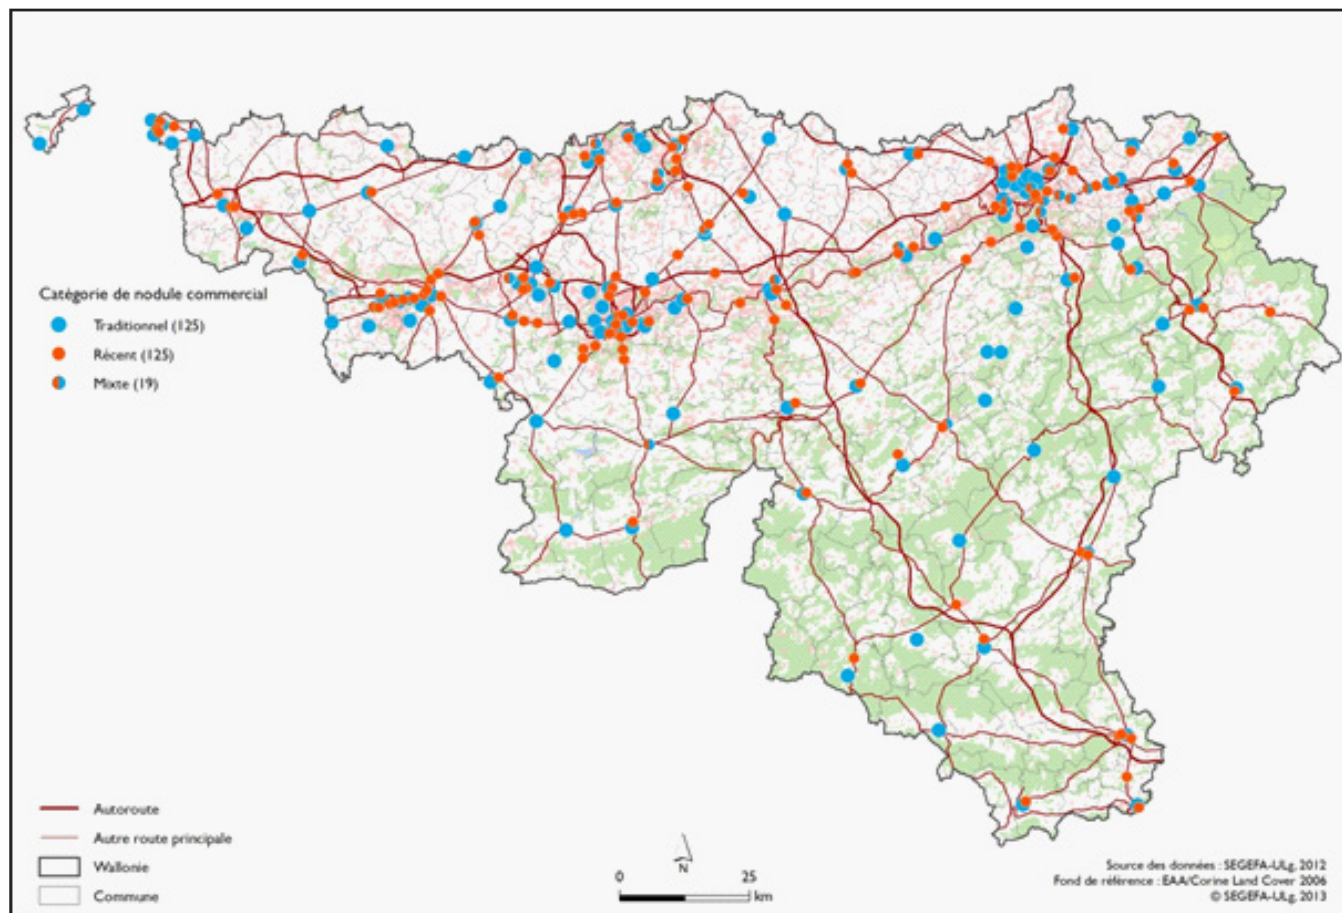 Catégorie de nodule commercial
Traditionnel (125)
Récent (125)
Mixte (19)
Autoroute
Autre route principale
Wallonie
Commune
N
0 25
km
Source des données : SEGEFA-ULg, 2012
Fond de référence : EAA/Corine Land Cover 2006
© SEGEFA-ULg, 2013